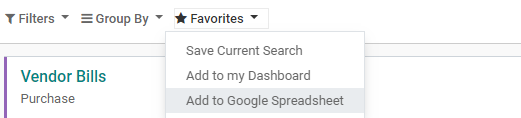 Filters Group By Favorites
Save Current Search
Vendor Bills Add to my Dashboard
Purchase Add to Google Spreadsheet